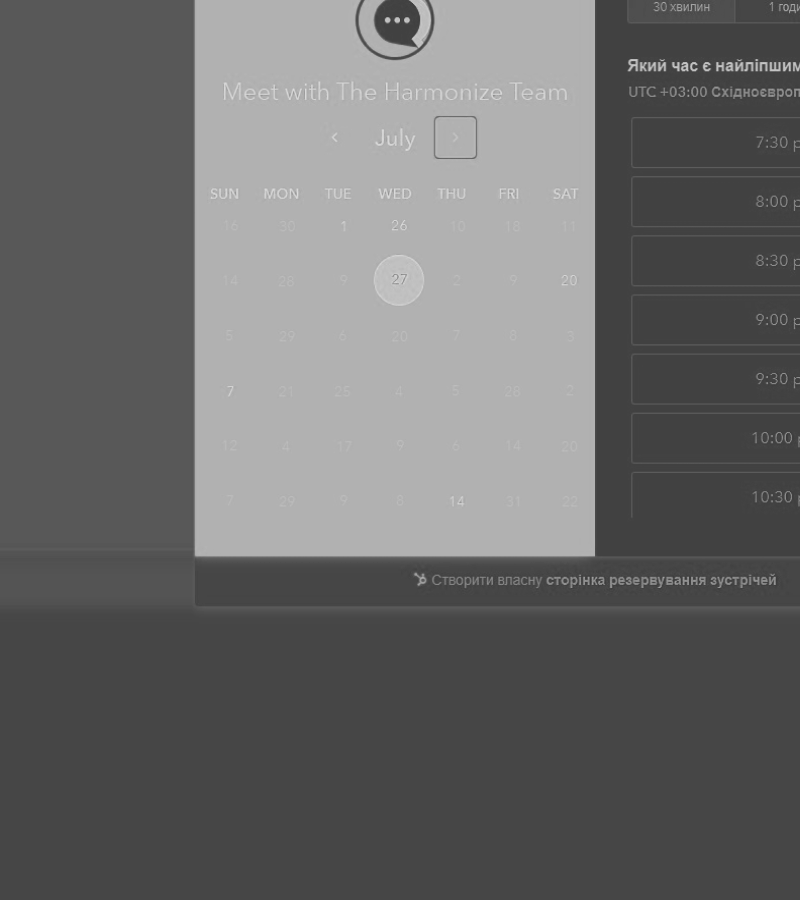 30 хвилин
1 годи
Meet with The Harmonize Team
Який час є найліпшим
UTC +03:00 Східноєвроп
July
SUN MON TUE WED THU FRI SAT
16 30 1 26 10 18 11
14 28 9 27 2 9 20
5 29 6 20 7 8 3
7 21 25 4 5 28 2
12 4 17 9 6 14 20
7 29 9 8 14 31 22
7:30 p
8:00 p
8:30 p
9:00 p
9:30 p
10:00 p
10:30 p
Створити власну сторінка резервування зустрічей